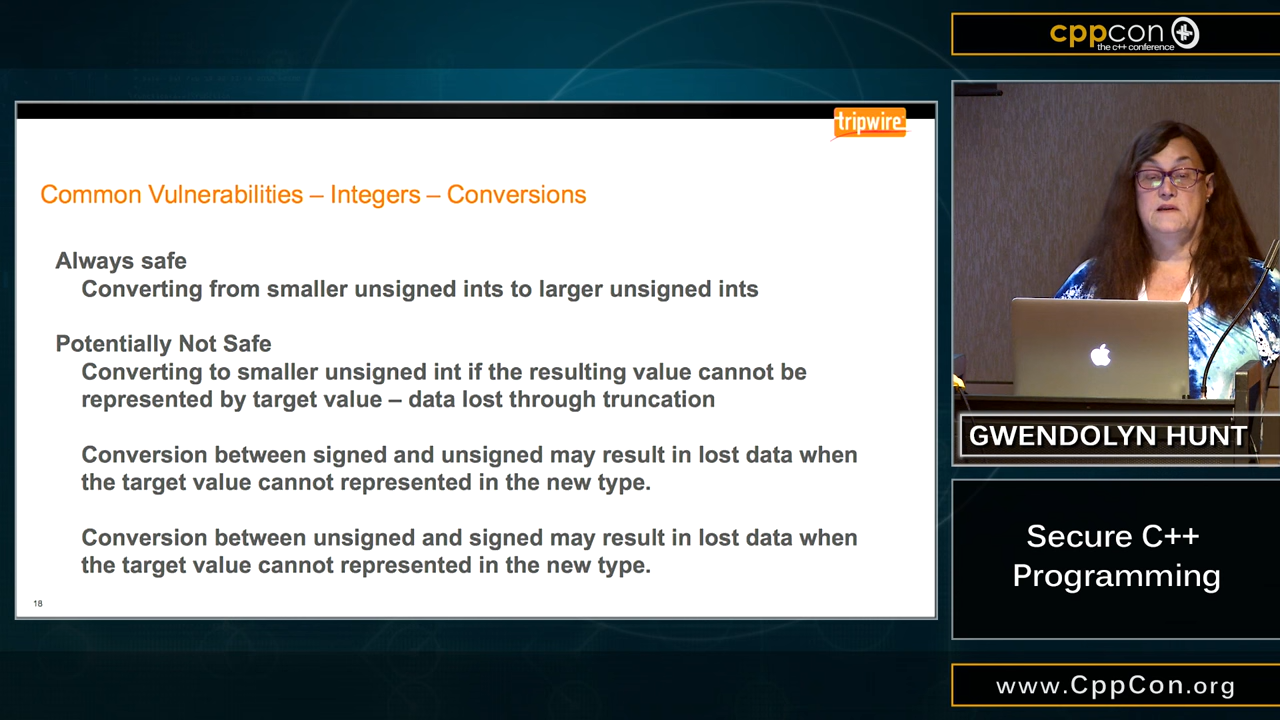 cppcon
the c++ conference
tripwire
Common Vulnerabilities – Integers – Conversions
Always safe
Converting from smaller unsigned ints to larger unsigned ints
Potentially Not Safe
Converting to smaller unsigned int if the resulting value cannot be
represented by target value – data lost through truncation
Conversion between signed and unsigned may result in lost data when
the target value cannot represented in the new type.
Conversion between unsigned and signed may result in lost data when
the target value cannot represented in the new type.
18
GWENDOLYN HUNT
Secure C++
Programming
www.CppCon.org